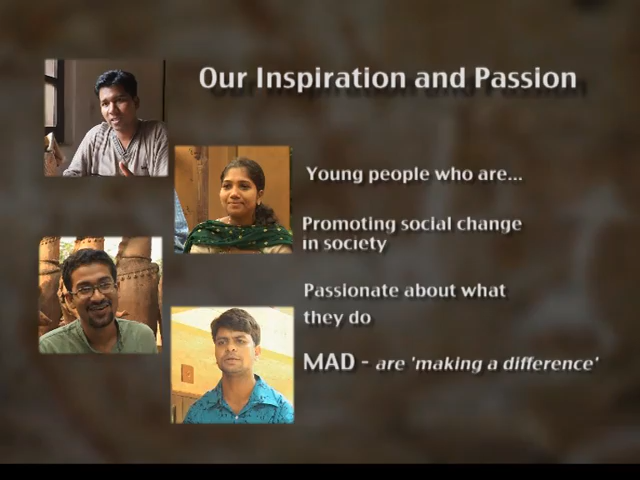 Our Inspiration and Passion
Young people who are...
Promoting social change
in society
Passionate about what
they do
MAD - are 'making a difference'